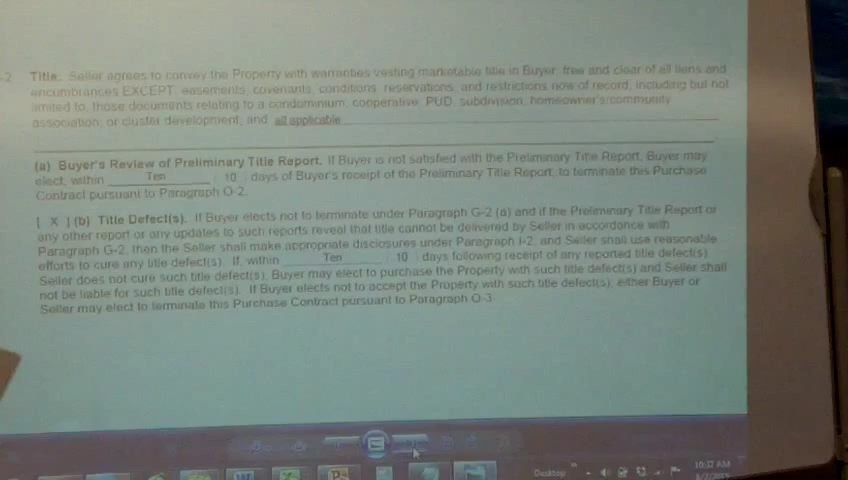 -2 Title. Seller agrees to convey the Property with warranties vesting marketable title in Buyer, free and clear of all liens and
encumbrances EXCEPT, easements, covenants, conditions, reservations, and restrictions now of record, including but not
limited to, those documents relating to a condominium, cooperative, PUD, subdivision, homeowner's/community
association, or cluster development; and all applicable
(a) Buyer's Review of Preliminary Title Report. If Buyer is not satisfied with the Preliminary Title Report, Buyer may
elect, within Ten / 10 days of Buyer's receipt of the Preliminary Title Report, to terminate this Purchase
Contract pursuant to Paragraph O-2.
[ X ] (b) Title Defect(s). If Buyer elects not to terminate under Paragraph G-2 (a) and if the Preliminary Title Report or
any other report or any updates to such reports reveal that title cannot be delivered by Seller in accordance with
Paragraph G-2, then the Seller shall make appropriate disclosures under Paragraph I-2, and Seller shall use reasonable
efforts to cure any title defect(s). If, within Ten / 10 days following receipt of any reported title defect(s)
Seller does not cure such title defect(s), Buyer may elect to purchase the Property with such title defect(s) and Seller shall
not be liable for such title defect(s). If Buyer elects not to accept the Property with such title defect(s), either Buyer or
Seller may elect to terminate this Purchase Contract pursuant to Paragraph O-3
Desktop
10:37 AM